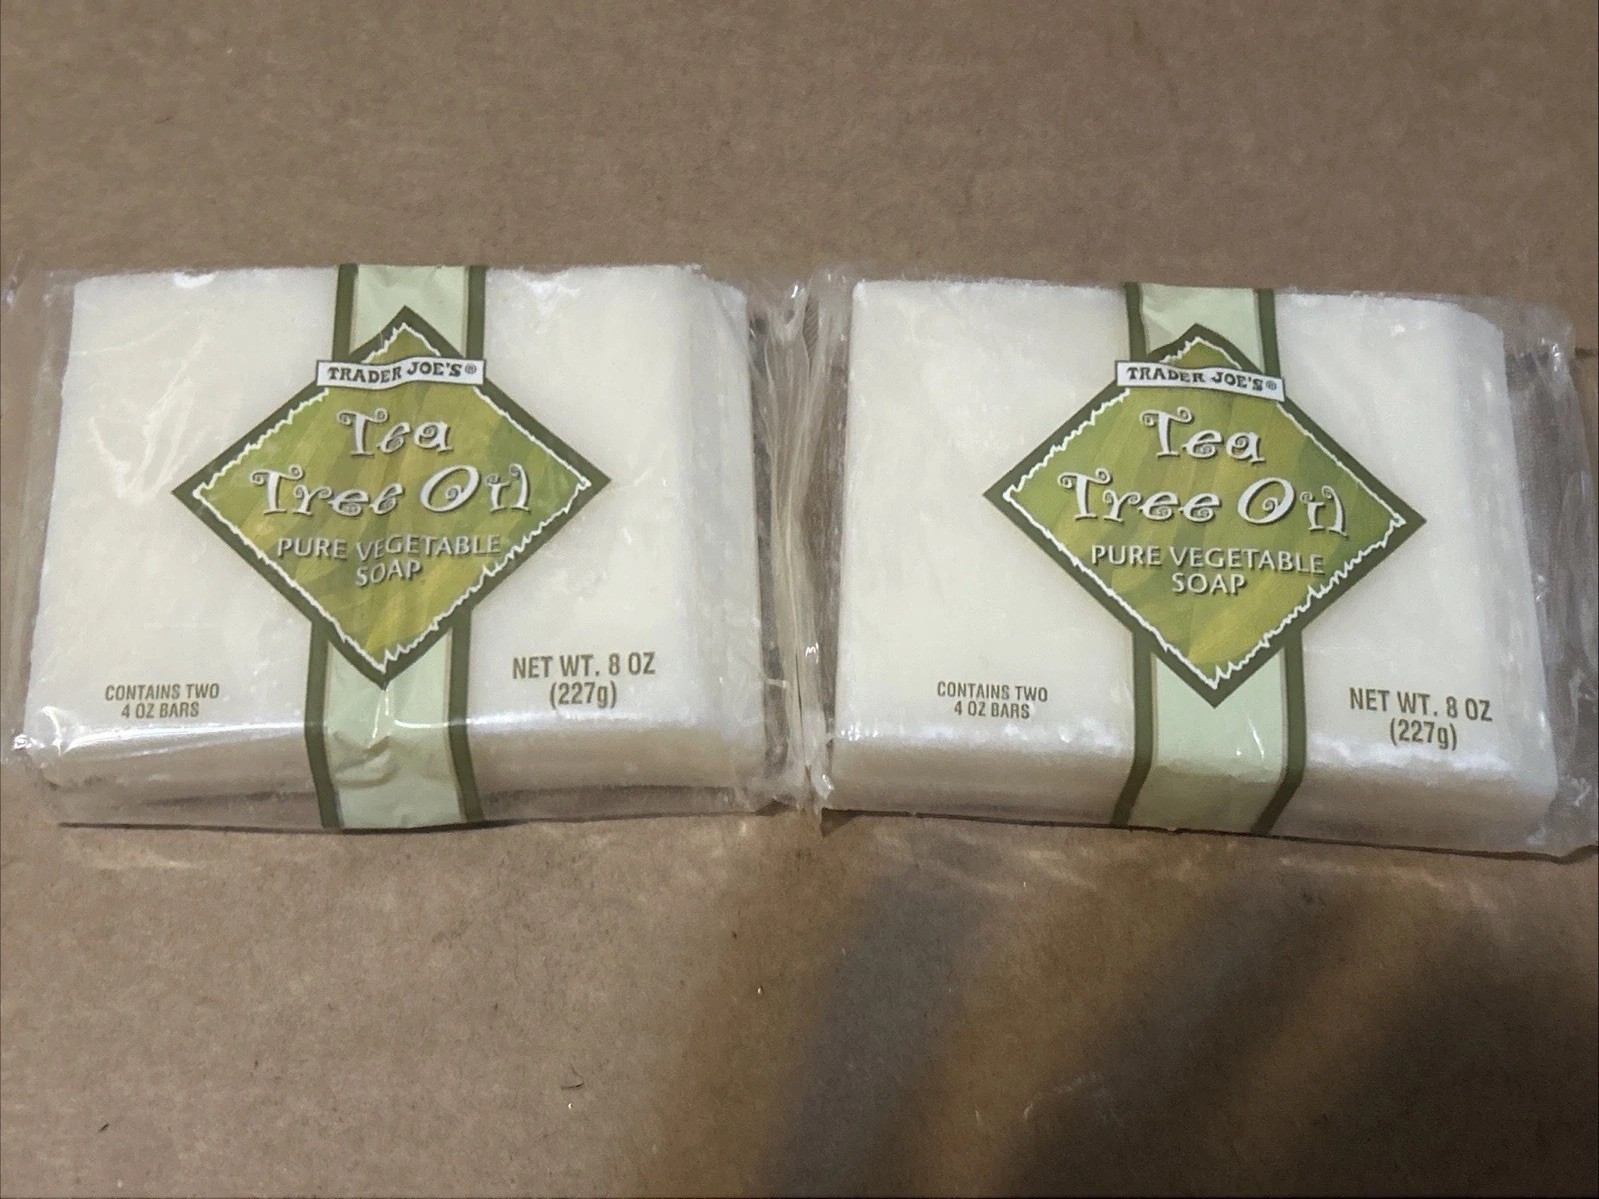 TRADER JOE'S®
Tea
Tree Oil
PURE VEGETABLE
SOAP
CONTAINS TWO
4 OZ BARS
NET WT. 8 OZ
(227g)
TRADER JOE'S®
Tea
Tree Oil
PURE VEGETABLE
SOAP
CONTAINS TWO
4 OZ BARS
NET WT. 8 OZ
(227g)